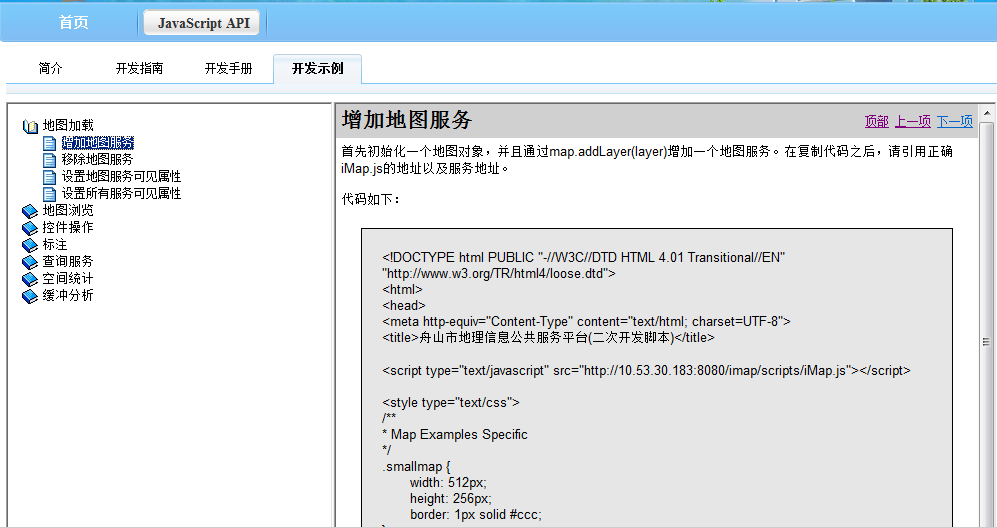 首页
JavaScript API
简介
开发指南
开发手册
开发示例
地图加载
增加地图服务
移除地图服务
设置地图服务可见属性
设置所有服务可见属性
地图浏览
控件操作
标注
查询服务
空间统计
缓冲分析
增加地图服务
顶部 上一项 下一项
首先初始化一个地图对象，并且通过map.addLayer(layer)增加一个地图服务。在复制代码之后，请引用正确
iMap.js的地址以及服务地址。
代码如下：
<!DOCTYPE html PUBLIC "-//W3C//DTD HTML 4.01 Transitional//EN"
"http://www.w3.org/TR/html4/loose.dtd">
<html>
<head>
<meta http-equiv="Content-Type" content="text/html; charset=UTF-8">
<title>舟山市地理信息公共服务平台(二次开发脚本)</title>
<script type="text/javascript" src="http://10.53.30.183:8080/imap/scripts/iMap.js"></script>
<style type="text/css">
/**
* Map Examples Specific
*/
.smallmap {
width: 512px;
height: 256px;
border: 1px solid #ccc;